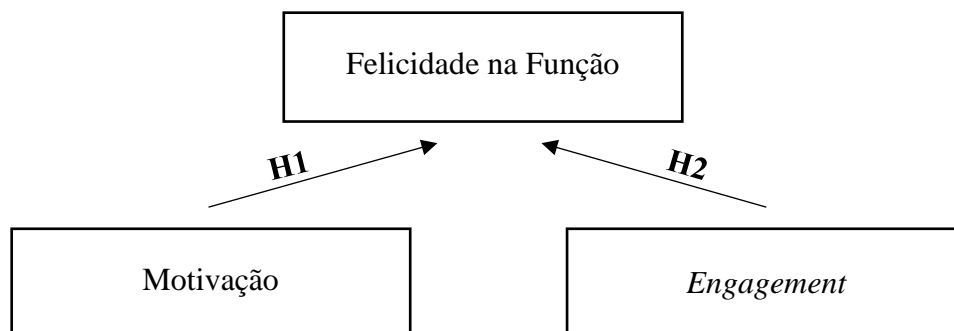 Felicidade na Função
H1
H2
Motivação
Engagement